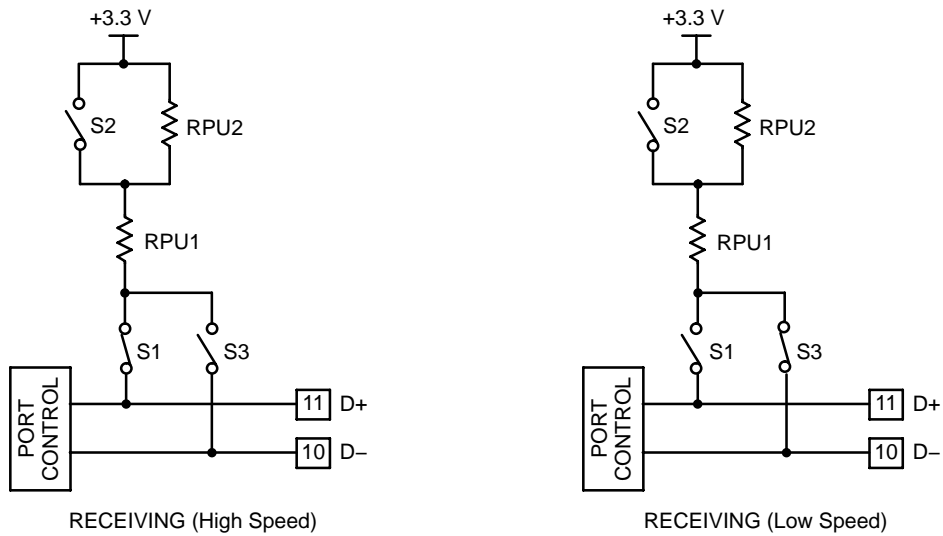 +3.3 V
S2
RPU2
RPU1
S1
S3
PORT
CONTROL
11 D+
10 D–
RECEIVING (High Speed)
+3.3 V
S2
RPU2
RPU1
S1
S3
PORT
CONTROL
11 D+
10 D–
RECEIVING (Low Speed)